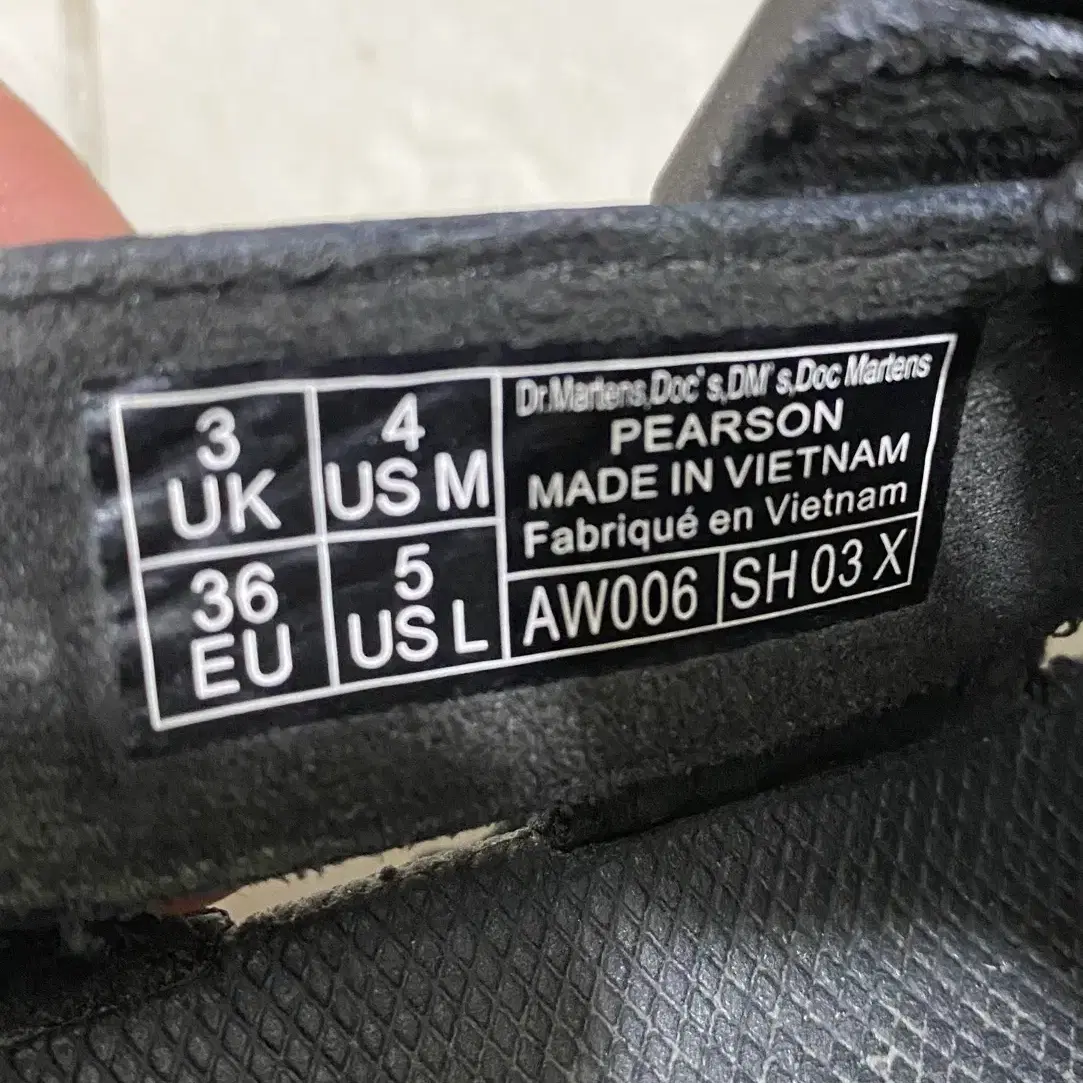 3
UK
4
US M
36
EU
5
US L
Dr.Martens,Doc's,DM's,Doc Martens
PEARSON
MADE IN VIETNAM
Fabriqué en Vietnam
AW006
SH 03 X